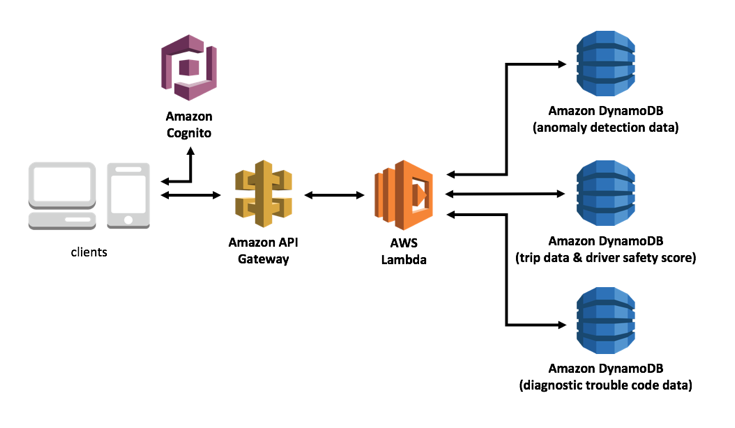 Amazon
Cognito
clients
Amazon API
Gateway
AWS
Lambda
Amazon DynamoDB
(anomaly detection data)
Amazon DynamoDB
(trip data & driver safety score)
Amazon DynamoDB
(diagnostic trouble code data)